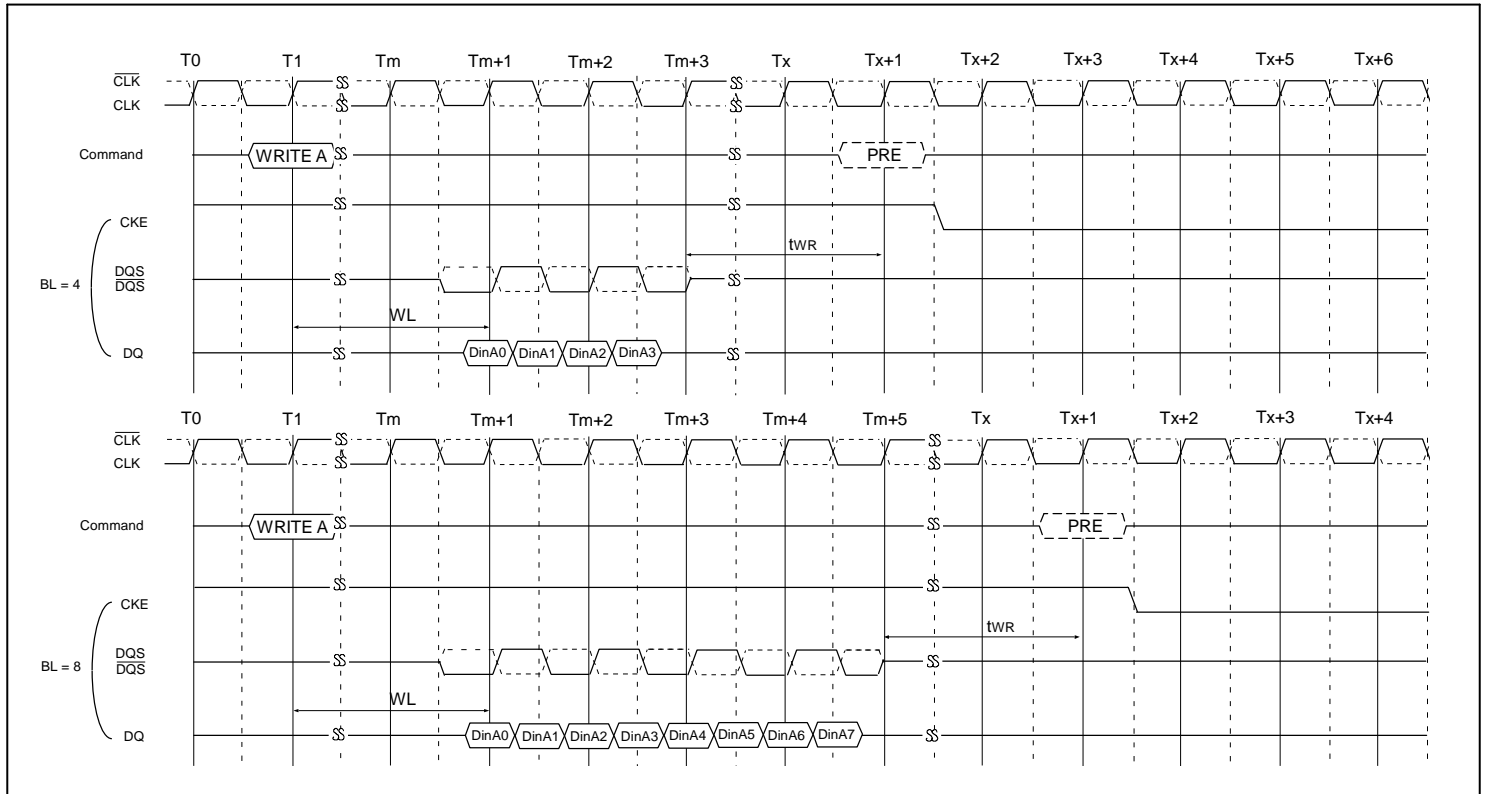 T0 T1 Tm Tm+1 Tm+2 Tm+3 Tx Tx+1 Tx+2 Tx+3 Tx+4 Tx+5 Tx+6
CLK
CLK
Command WRITE A PRE
CKE
tWR
BL = 4
DQS
DQS
WL
DQ DinA0 DinA1 DinA2 DinA3
T0 T1 Tm Tm+1 Tm+2 Tm+3 Tm+4 Tm+5 Tx Tx+1 Tx+2 Tx+3 Tx+4
CLK
CLK
Command WRITE A PRE
CKE
tWR
BL = 8
DQS
DQS
WL
DQ DinA0 DinA1 DinA2 DinA3 DinA4 DinA5 DinA6 DinA7